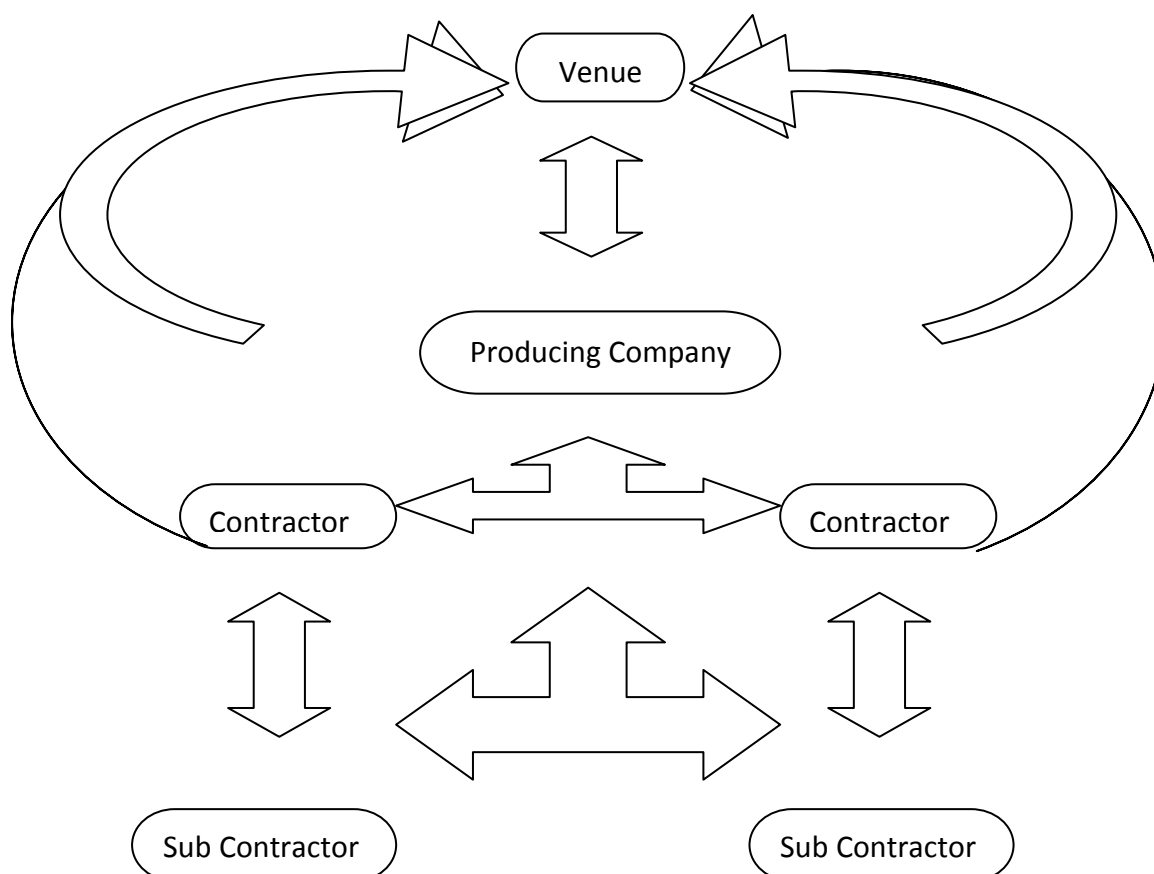 Venue
Producing Company
Contractor
Contractor
Sub Contractor
Sub Contractor